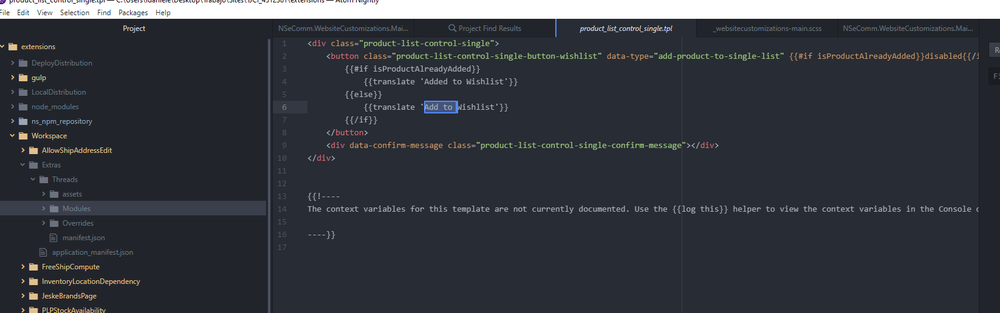 product_list_control_single.tpl — C:\Users\ — Atom Nightly
File Edit View Selection Find Packages Help
Project
NSeComm.WebsiteCustomizations.Mai...
Project Find Results
product_list_control_single.tpl
_websitecustomizations-main.scss
NSeComm.WebsiteCustomizations.Mai...
extensions
DeployDistribution
gulp
LocalDistribution
node_modules
ns_npm_repository
Workspace
AllowShipAddressEdit
Extras
Threads
assets
Modules
Overrides
manifest.json
application_manifest.json
FreeShipCompute
InventoryLocationDependency
JeskeBrandsPage
PLPStockAvailability
1 <div class="product-list-control-single">
2 <button class="product-list-control-single-button-wishlist" data-type="add-product-to-single-list" {{#if isProductAlreadyAdded}}disabled{{/i
3 {{#if isProductAlreadyAdded}}
4 {{translate 'Added to Wishlist'}}
5 {{else}}
6 {{translate 'Add to Wishlist'}}
7 {{/if}}
8 </button>
9 <div data-confirm-message class="product-list-control-single-confirm-message"></div>
10 </div>
11
12
13 {{!----
14 The context variables for this template are not currently documented. Use the {{log this}} helper to view the context variables in the Console o
15
16 ----}}
17
R
Fi